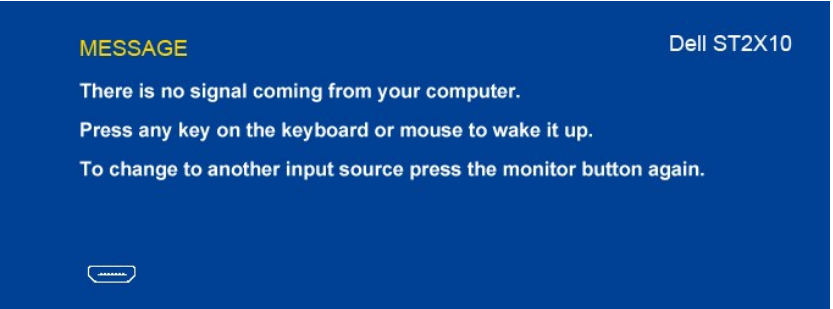 MESSAGE
Dell ST2X10
There is no signal coming from your computer.
Press any key on the keyboard or mouse to wake it up.
To change to another input source press the monitor button again.